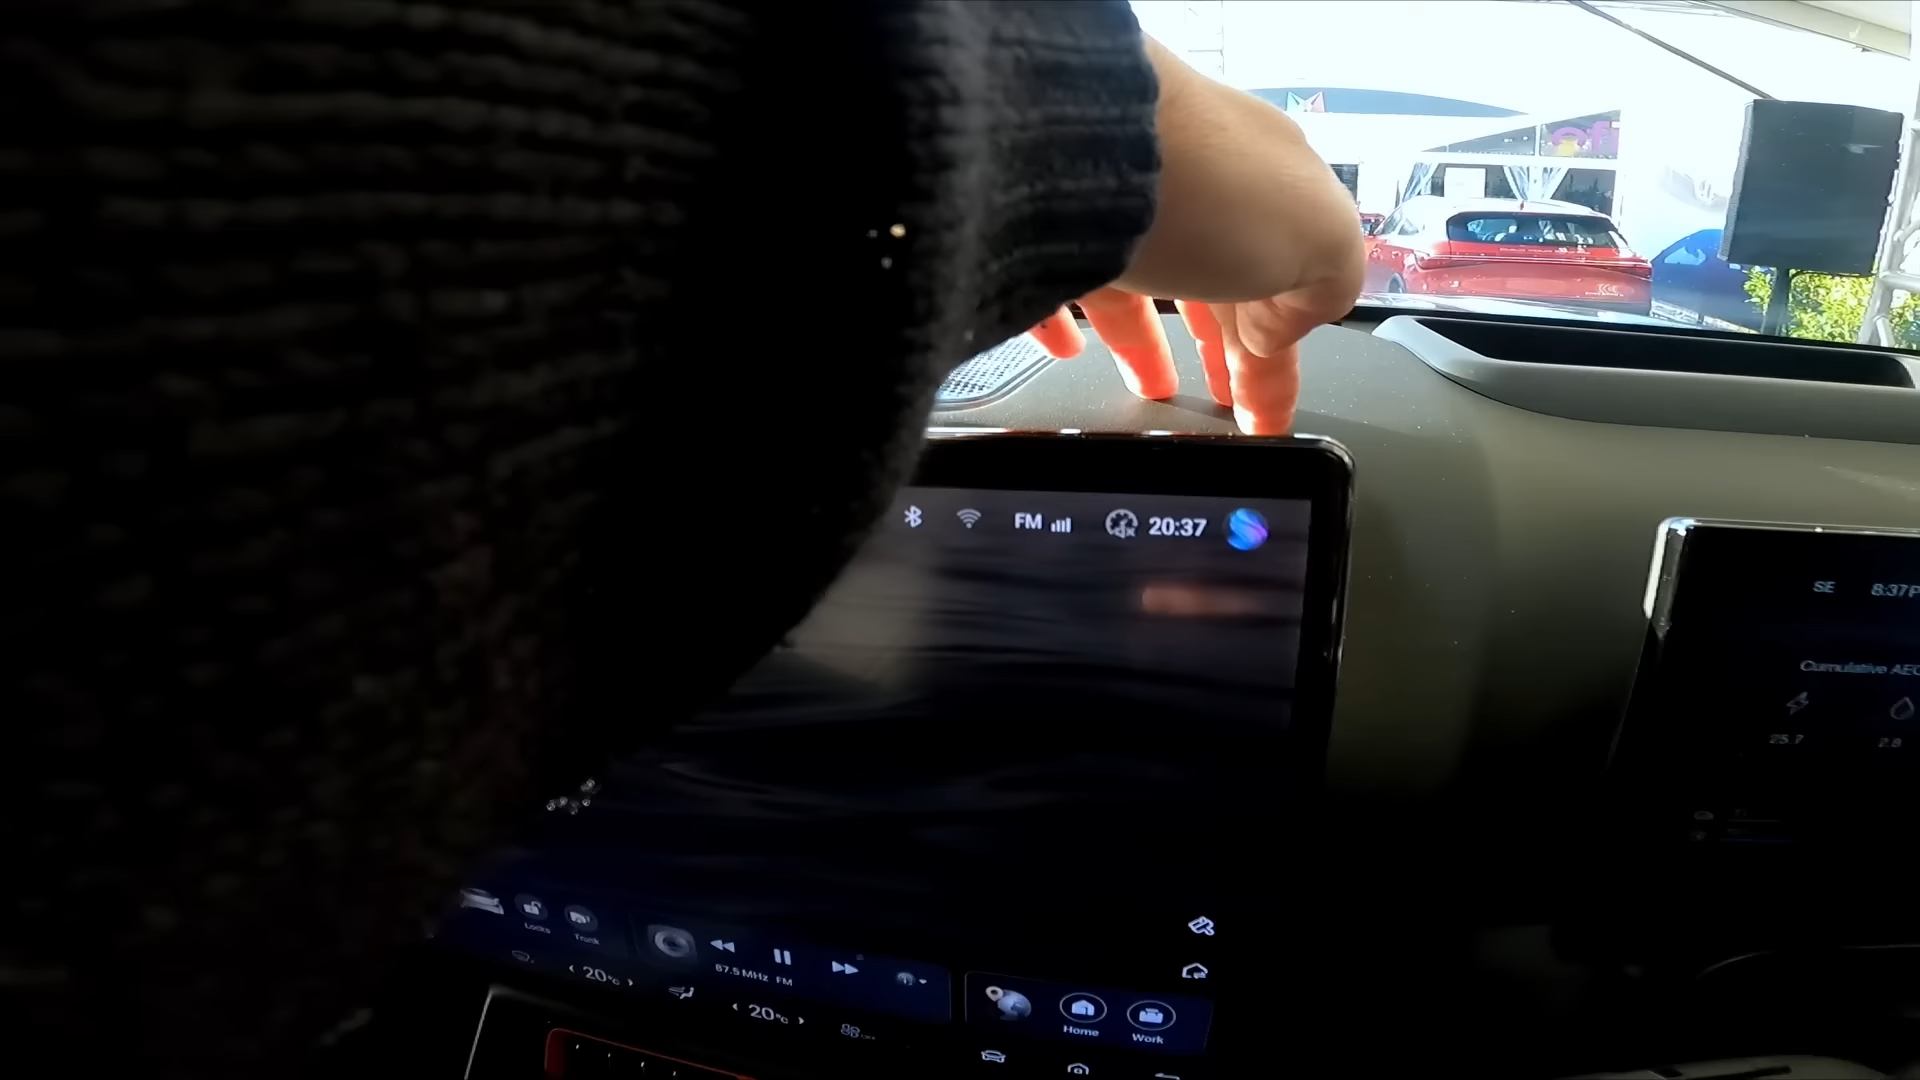 FM 20:37
SE 8:37P
Cumulative AEC
25.7 2.8
Locks
Trunk
87.5 MHz FM
20°C
20°C
Home
Work